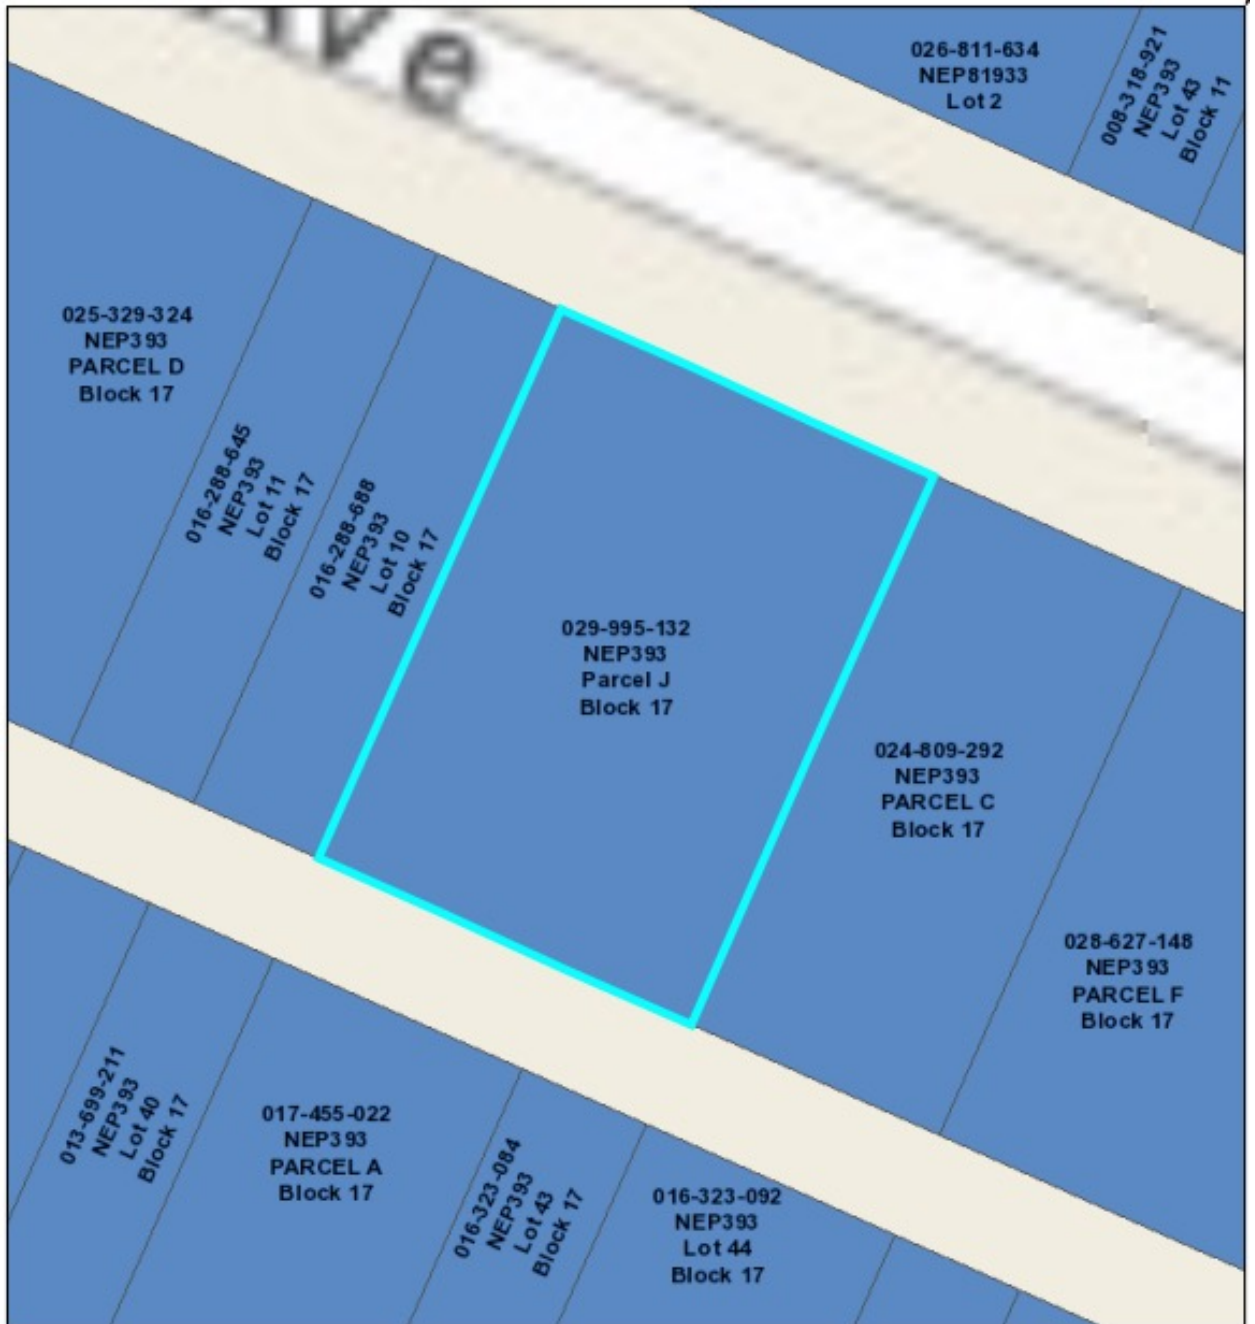 Ave
026-811-634
NEP81933
Lot 2
008-318-921
NEP393
Lot 43
Block 11
025-329-324
NEP393
PARCEL D
Block 17
016-288-645
NEP393
Lot 11
Block 17
016-288-688
NEP393
Lot 10
Block 17
029-995-132
NEP393
Parcel J
Block 17
024-809-292
NEP393
PARCEL C
Block 17
028-627-148
NEP393
PARCEL F
Block 17
013-699-211
NEP393
Lot 40
Block 17
017-455-022
NEP393
PARCEL A
Block 17
016-323-084
NEP393
Lot 43
Block 17
016-323-092
NEP393
Lot 44
Block 17